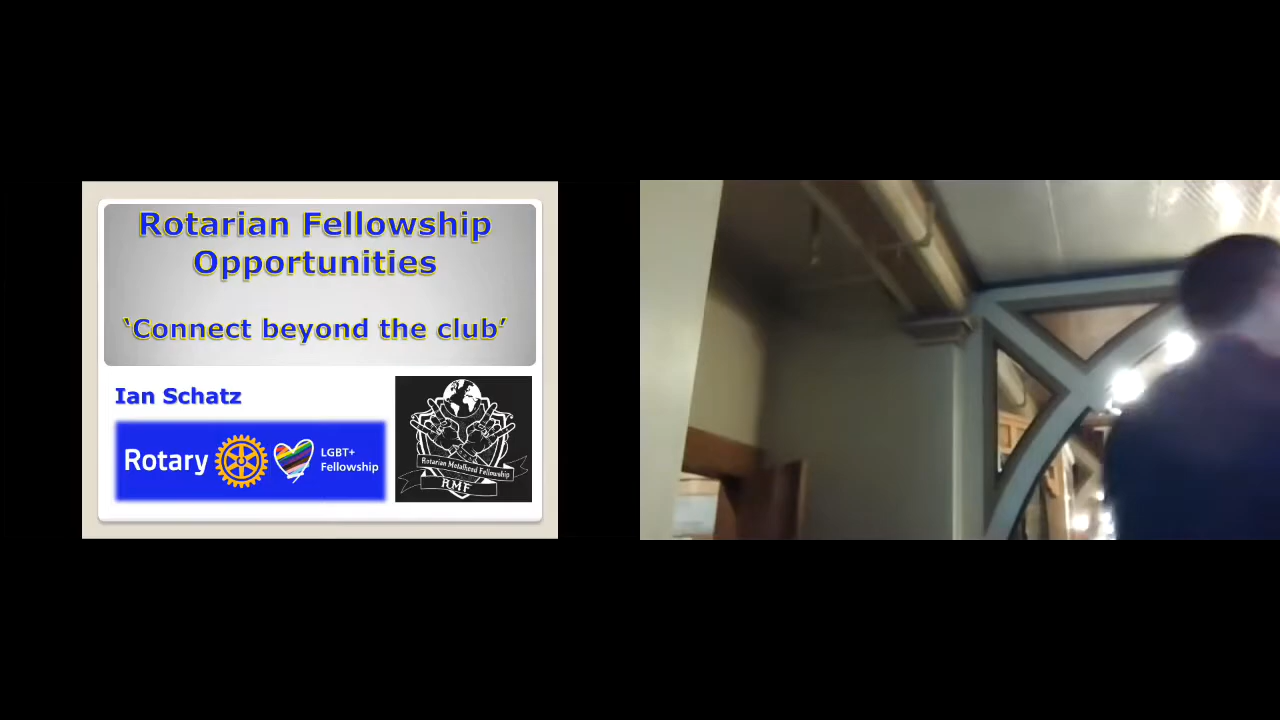 Rotarian Fellowship
Opportunities
‘Connect beyond the club’
Ian Schatz
Rotary
LGBT+
Fellowship
Rotarian Metalhead Fellowship
RMF